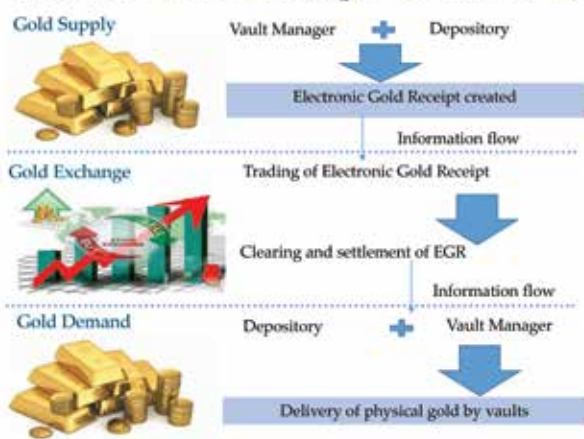 Gold Supply
Vault Manager + Depository
Electronic Gold Receipt created
Information flow
Gold Exchange
Trading of Electronic Gold Receipt
Clearing and settlement of EGR
Information flow
Gold Demand
Depository + Vault Manager
Delivery of physical gold by vaults